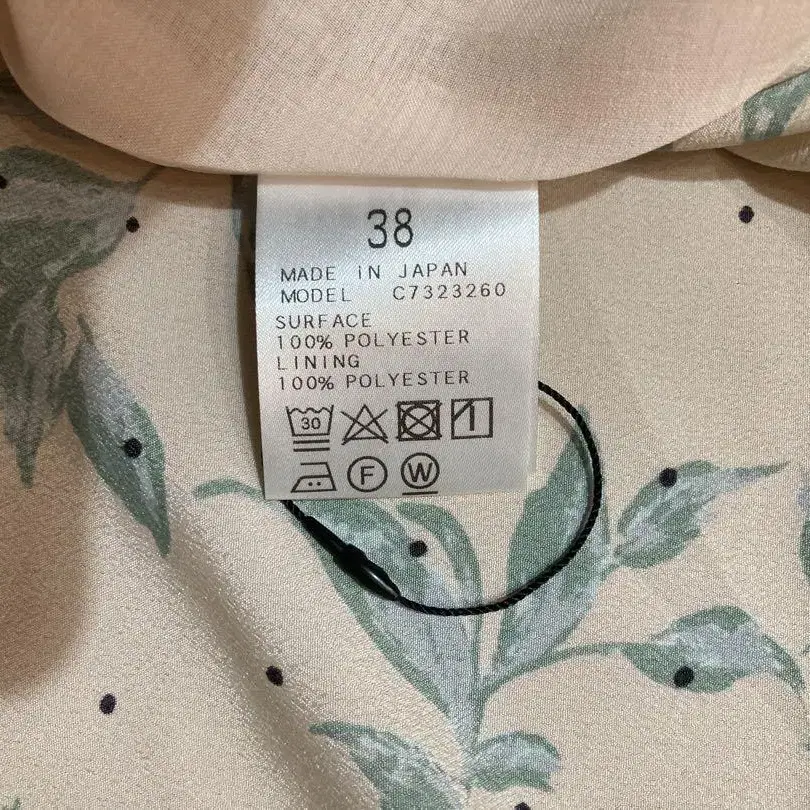 38
MADE IN JAPAN
MODEL C7323260
SURFACE
100% POLYESTER
LINING
100% POLYESTER
30
F W